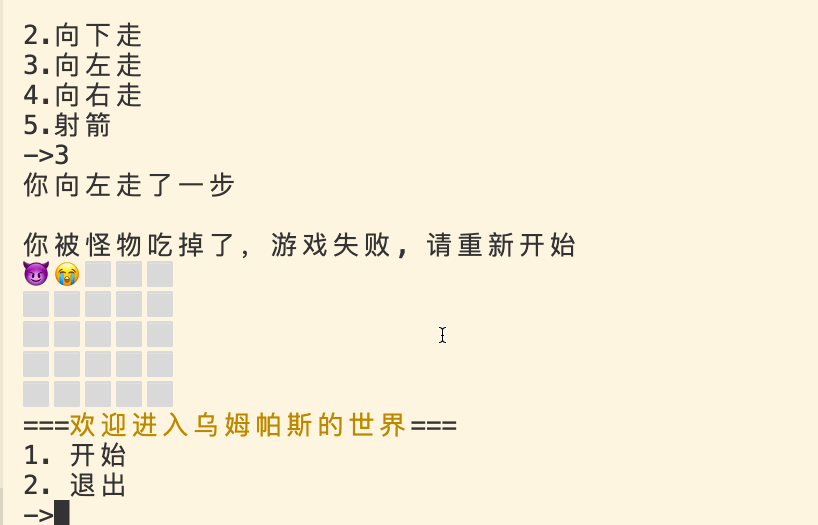 2.向下走
3.向左走
4.向右走
5.射箭
->3
你向左走了一步
你被怪物吃掉了，游戏失败, 请重新开始
===欢迎进入乌姆帕斯的世界===
1. 开始
2. 退出
->